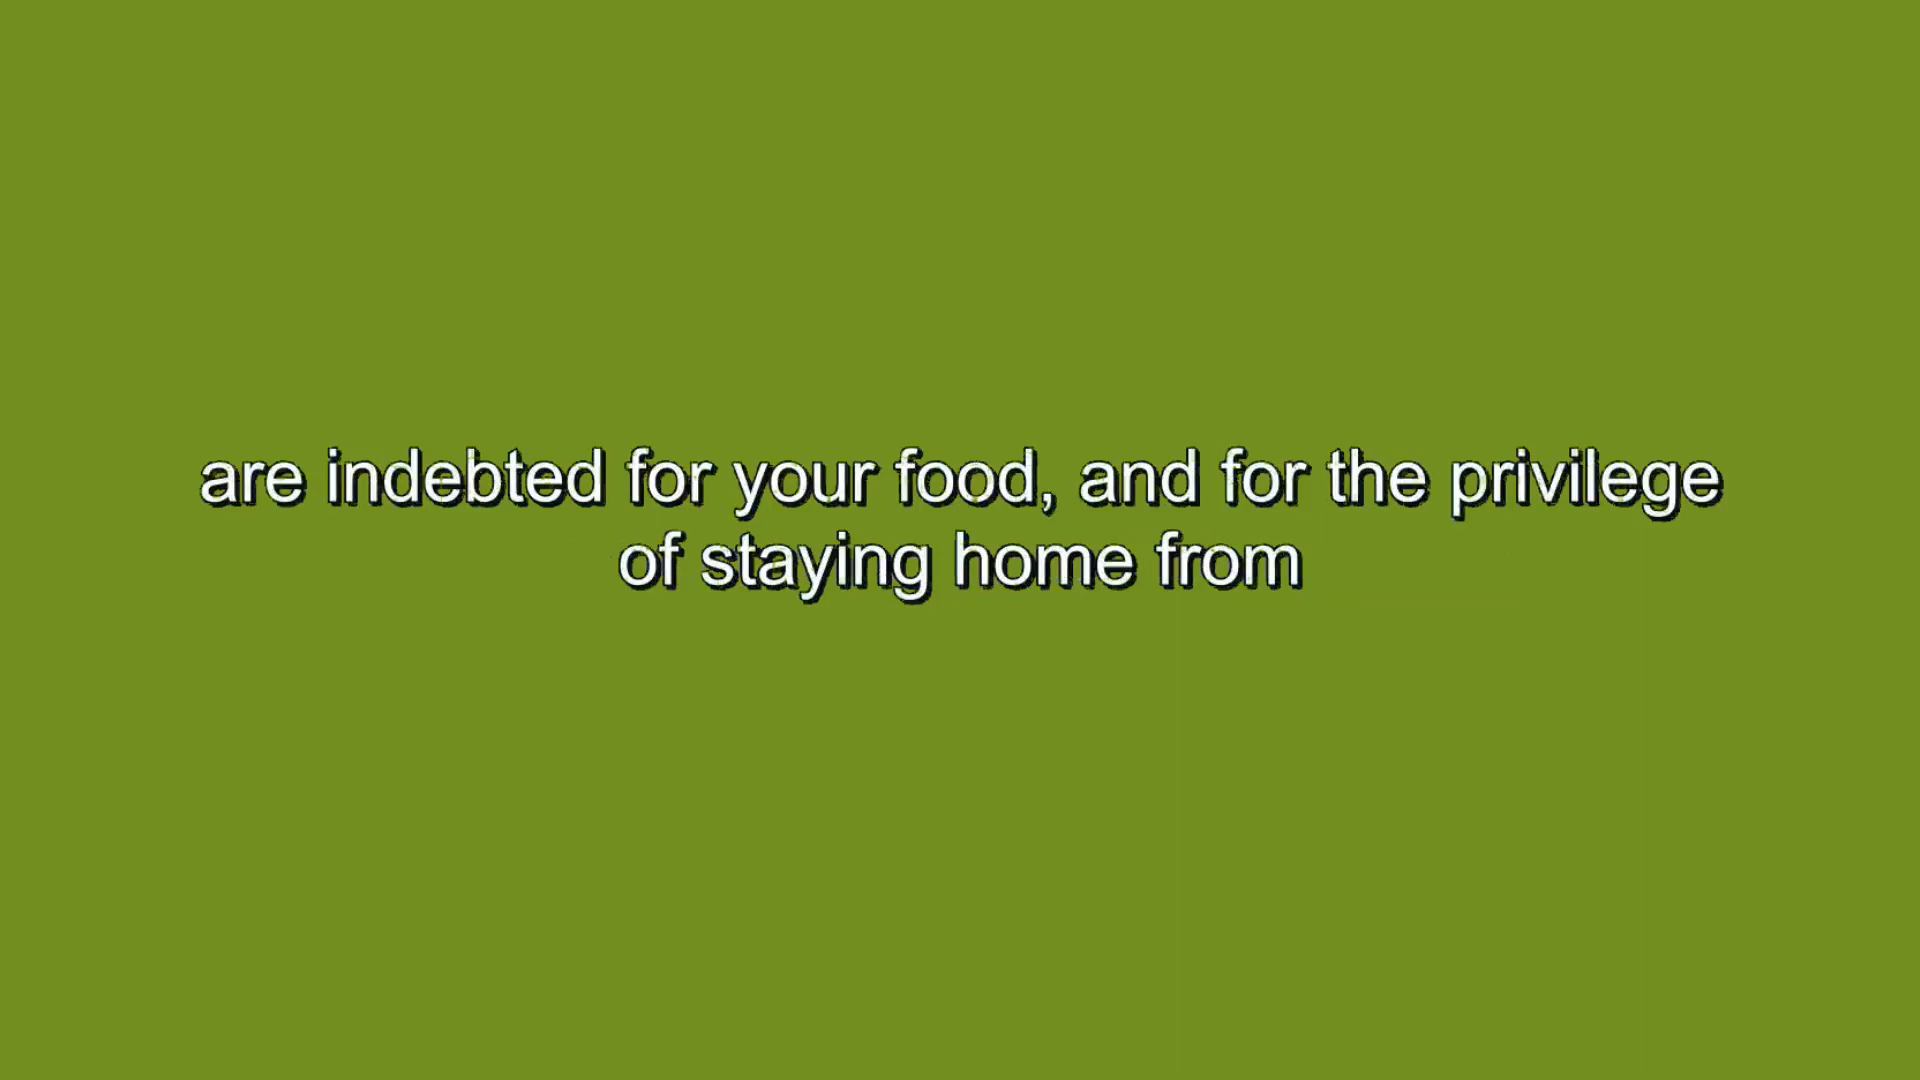 are indebted for your food, and for the privilege
of staying home from